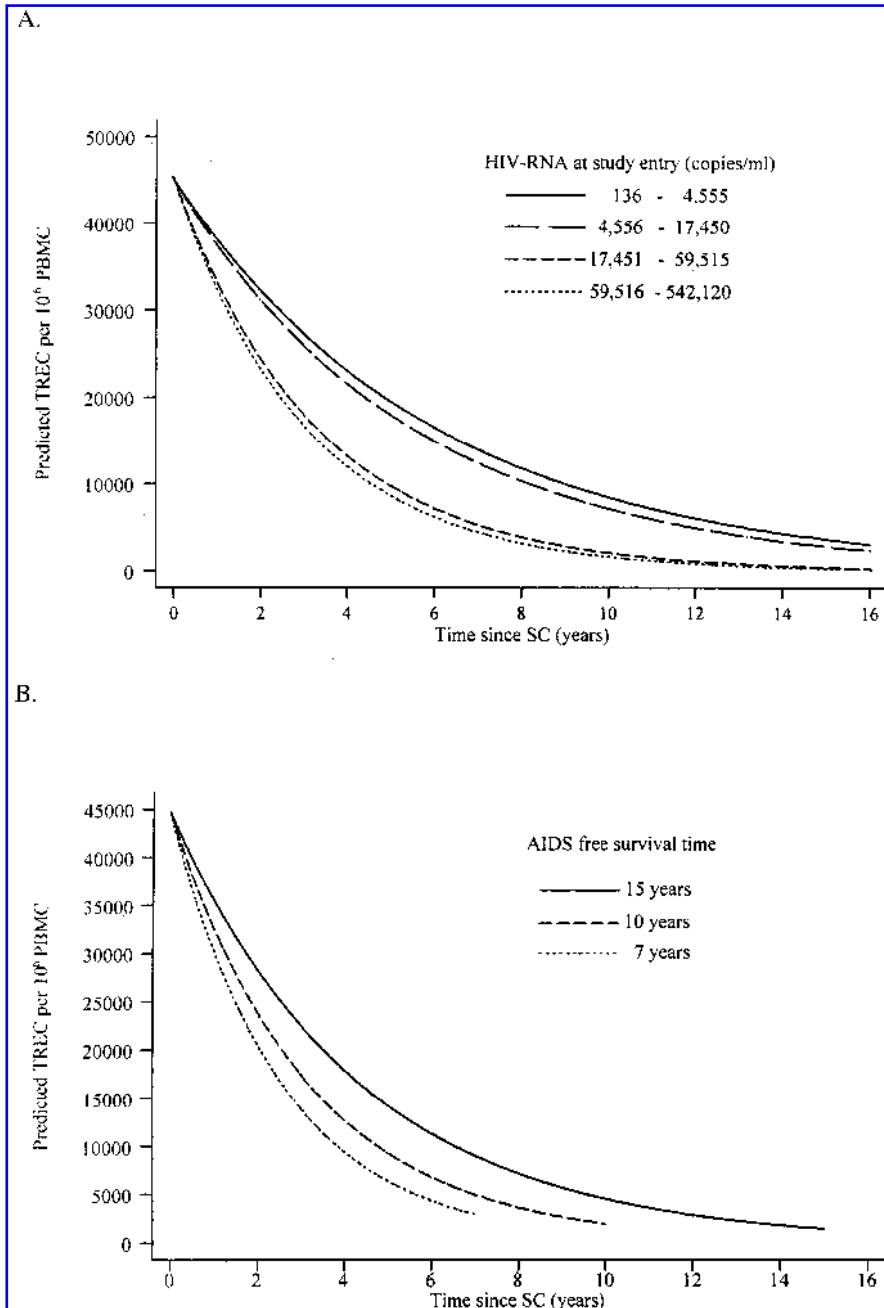 A.
50000
40000
30000
20000
10000
0
Predicted TREC per 10⁶ PBMC
HIV-RNA at study entry (copies/ml)
136 - 4,555
4,556 - 17,450
17,451 - 59,515
59,516 - 542,120
0 2 4 6 8 10 12 14 16
Time since SC (years)
B.
45000
40000
35000
30000
25000
20000
15000
10000
5000
0
Predicted TREC per 10⁶ PBMC
AIDS free survival time
15 years
10 years
7 years
0 2 4 6 8 10 12 14 16
Time since SC (years)